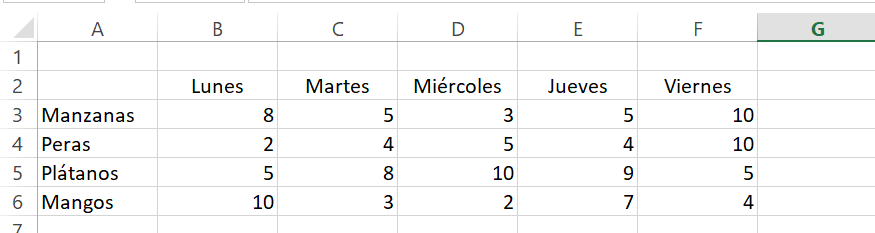 A B C D E F G
1
2 Lunes Martes Miércoles Jueves Viernes
3 Manzanas 8 5 3 5 10
4 Peras 2 4 5 4 10
5 Plátanos 5 8 10 9 5
6 Mangos 10 3 2 7 4
7